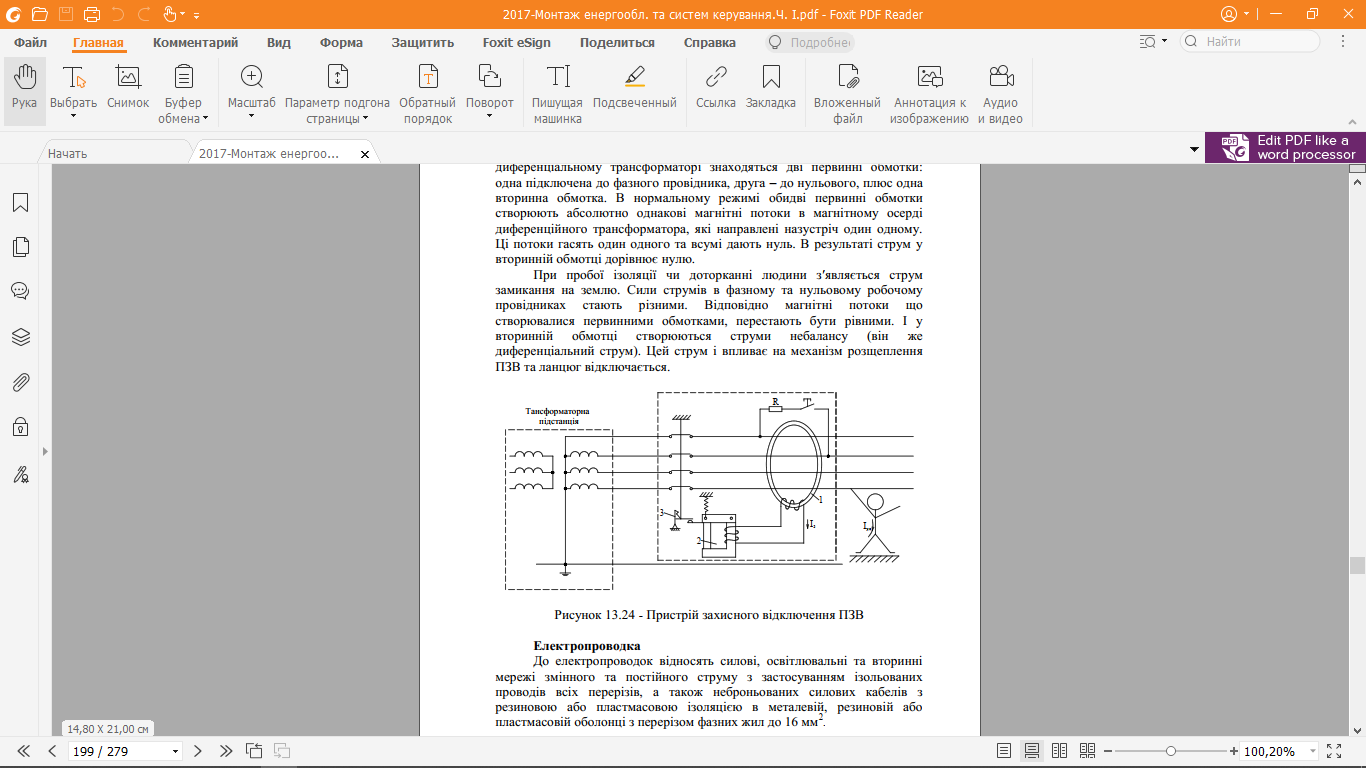 2017-Монтаж енергообл. та систем керування.Ч. I.pdf - Foxit PDF Reader
Файл Главная Комментарий Вид Форма Защитить Foxit eSign Поделиться Справка Подробнее Найти
Рука Выбрать Снимок Буфер обмена Масштаб Параметр подгона страницы Обратный порядок Поворот Пишущая машинка Подсвеченный Ссылка Закладка Вложенный файл Аннотация к изображению Аудио и видео
Начать 2017-Монтаж енергоо... Edit PDF like a word processor
диференціальному трансформаторі знаходяться дві первинні обмотки:
одна підключена до фазного провідника, друга – до нульового, плюс одна
вторинна обмотка. В нормальному режимі обидві первинні обмотки
створюють абсолютно однакові магнітні потоки в магнітному осерді
диференційного трансформатора, які направлені назустріч один одному.
Ці потоки гасять один одного та всумі дають нуль. В результаті струм у
вторинній обмотці дорівнює нулю.
При пробої ізоляції чи доторканні людини з′являється струм
замикання на землю. Сили струмів в фазному та нульовому робочому
провідниках стають різними. Відповідно магнітні потоки що
створювалися первинними обмотками, перестають бути рівними. І у
вторинній обмотці створюються струми небалансу (він же
диференціальний струм). Цей струм і впливає на механізм розщеплення
ПЗВ та ланцюг відключається.
Тансформаторна
підстанція
R T
1
3
2
Рисунок 13.24 - Пристрій захисного відключення ПЗВ
Електропроводка
До електропроводок відносять силові, освітлювальні та вторинні
мережі змінного та постійного струму з застосуванням ізольованих
проводів всіх перерізів, а також неброньованих силових кабелів з
резиновою або пластмасовою ізоляцією в металевій, резиновій або
пластмасовій оболонці з перерізом фазних жил до 16 мм².
14,80 X 21,00 см
199 / 279 100,20%